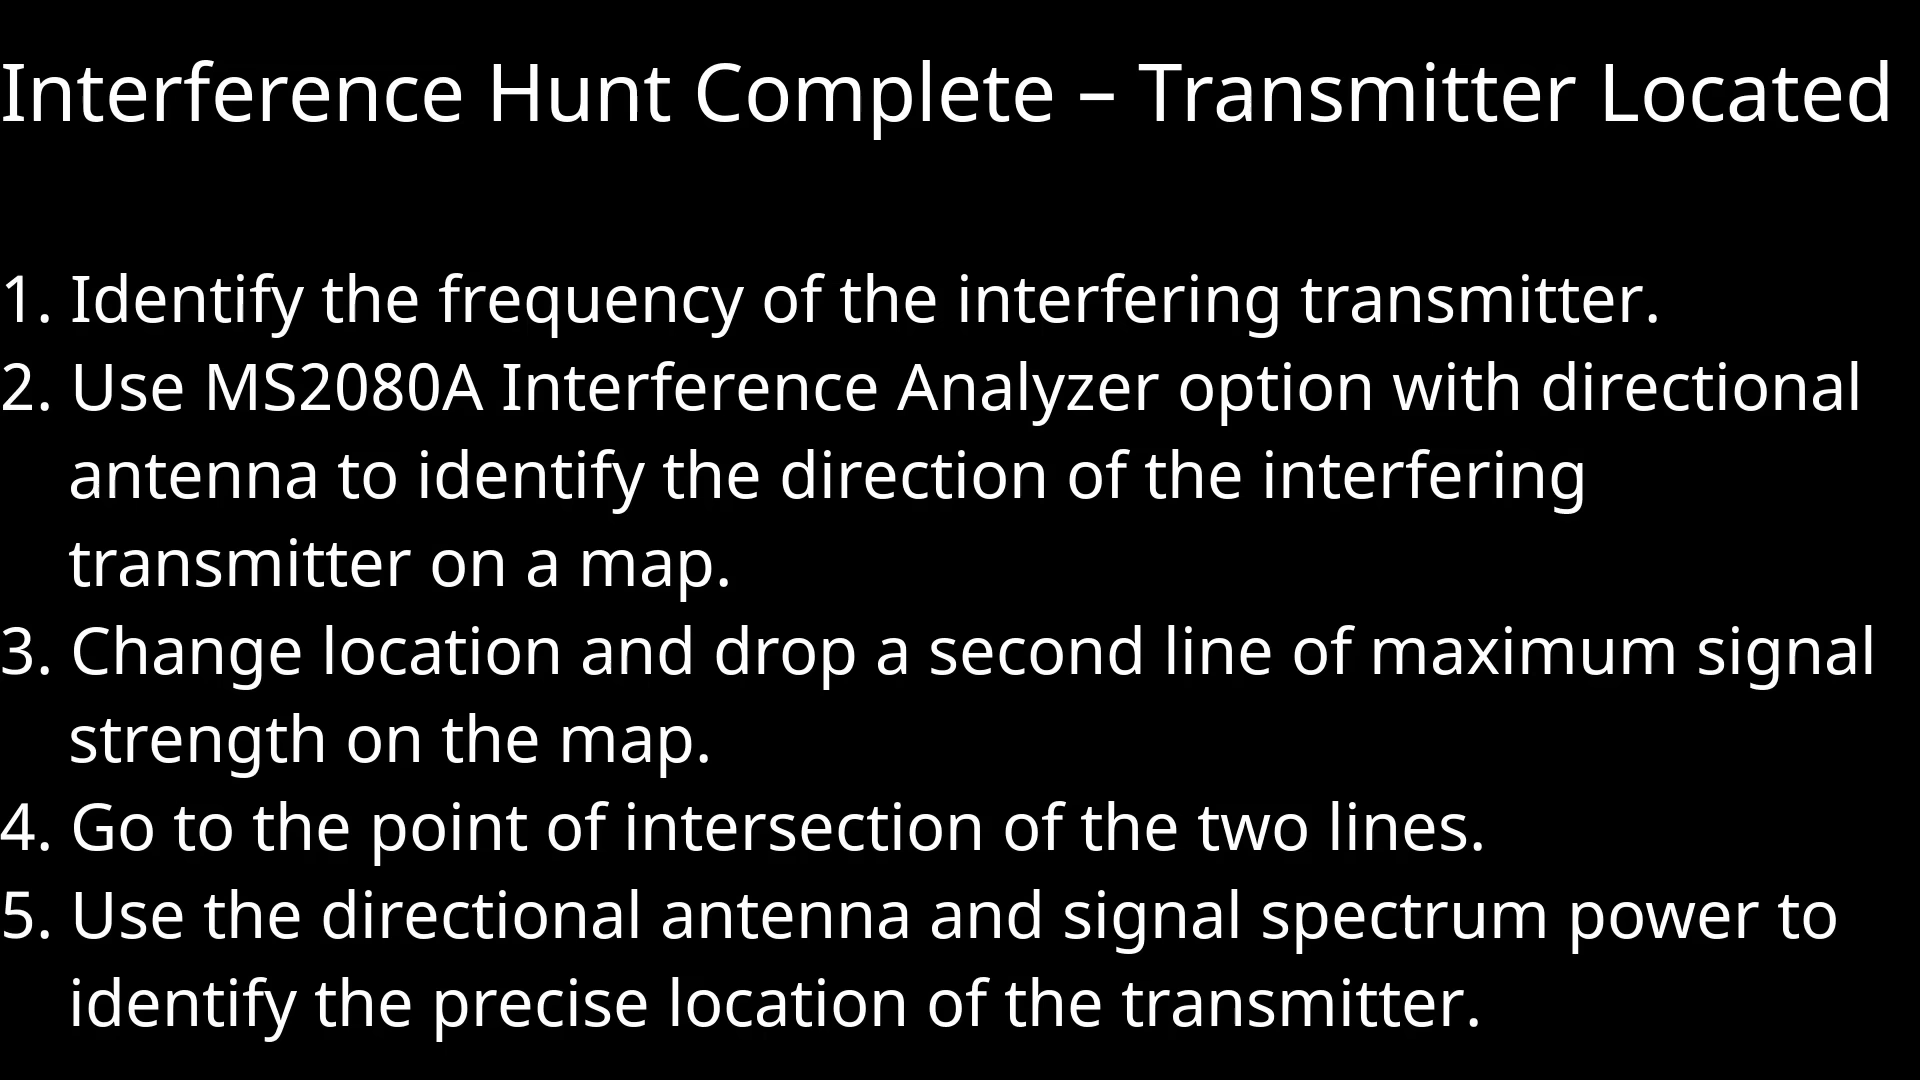 Interference Hunt Complete – Transmitter Located
1. Identify the frequency of the interfering transmitter.
2. Use MS2080A Interference Analyzer option with directional
antenna to identify the direction of the interfering
transmitter on a map.
3. Change location and drop a second line of maximum signal
strength on the map.
4. Go to the point of intersection of the two lines.
5. Use the directional antenna and signal spectrum power to
identify the precise location of the transmitter.